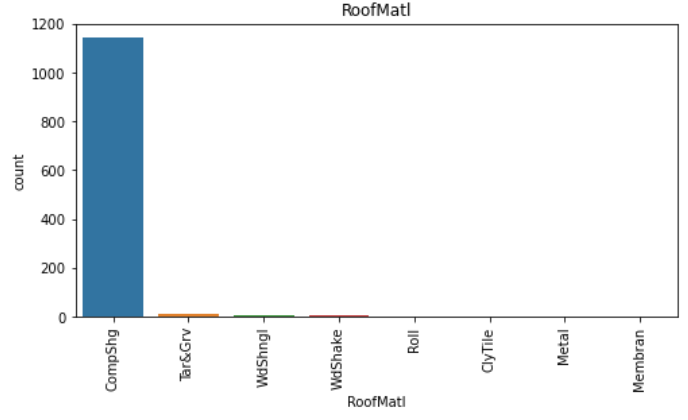 RoofMatl
1200
1000
800
600
400
200
0
count
CompShg
Tar&Grv
WdShngl
WdShake
Roll
ClyTile
Metal
Membran
RoofMatl